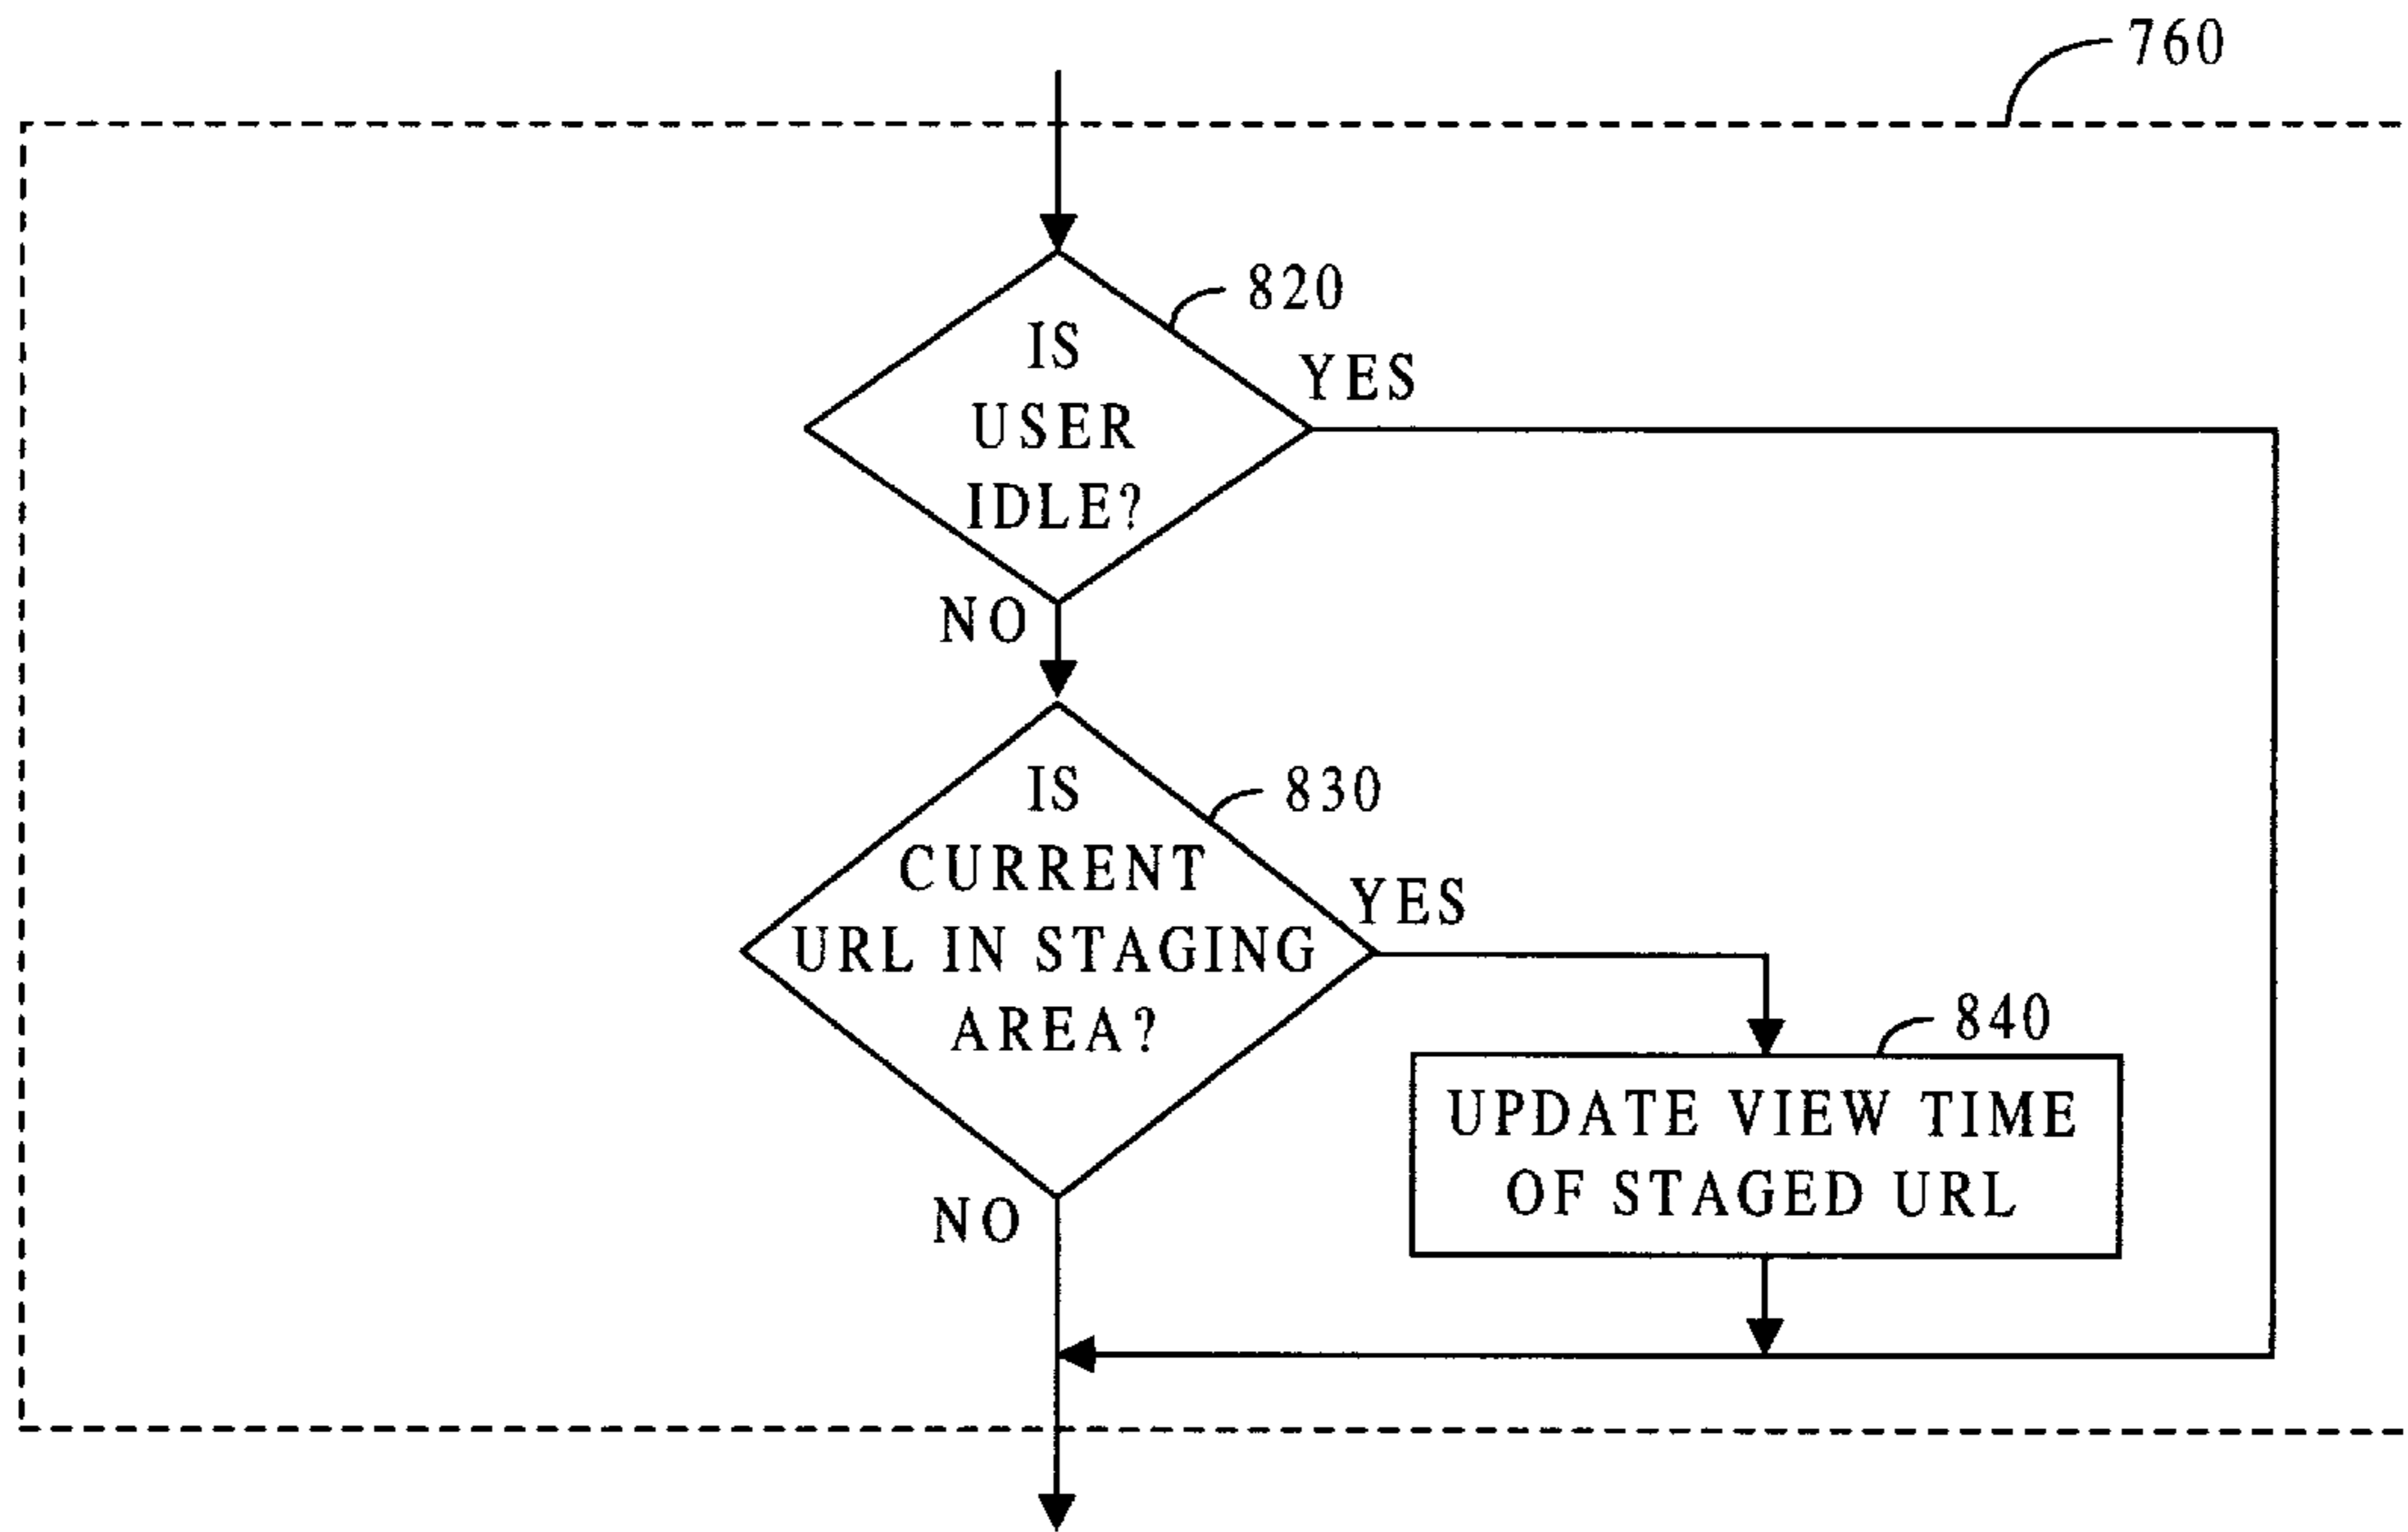 760
820
IS
USER
IDLE?
YES
NO
830
IS
CURRENT
URL IN STAGING
AREA?
YES
840
UPDATE VIEW TIME
OF STAGED URL
NO